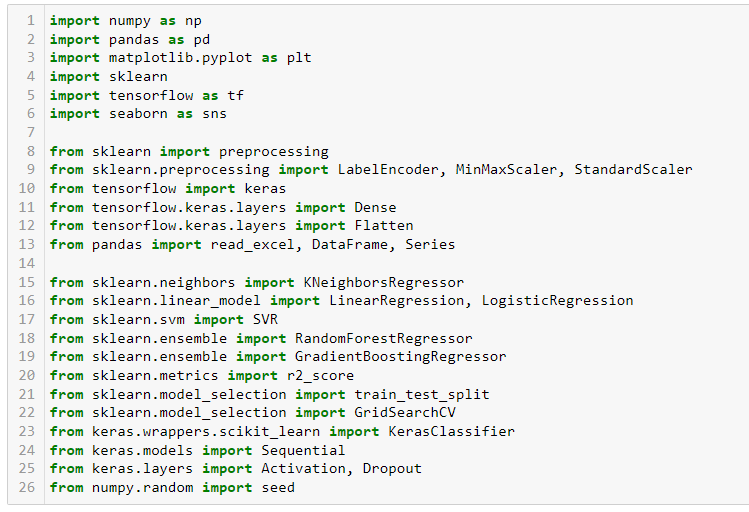 1 import numpy as np
2 import pandas as pd
3 import matplotlib.pyplot as plt
4 import sklearn
5 import tensorflow as tf
6 import seaborn as sns
7
8 from sklearn import preprocessing
9 from sklearn.preprocessing import LabelEncoder, MinMaxScaler, StandardScaler
10 from tensorflow import keras
11 from tensorflow.keras.layers import Dense
12 from tensorflow.keras.layers import Flatten
13 from pandas import read_excel, DataFrame, Series
14
15 from sklearn.neighbors import KNeighborsRegressor
16 from sklearn.linear_model import LinearRegression, LogisticRegression
17 from sklearn.svm import SVR
18 from sklearn.ensemble import RandomForestRegressor
19 from sklearn.ensemble import GradientBoostingRegressor
20 from sklearn.metrics import r2_score
21 from sklearn.model_selection import train_test_split
22 from sklearn.model_selection import GridSearchCV
23 from keras.wrappers.scikit_learn import KerasClassifier
24 from keras.models import Sequential
25 from keras.layers import Activation, Dropout
26 from numpy.random import seed